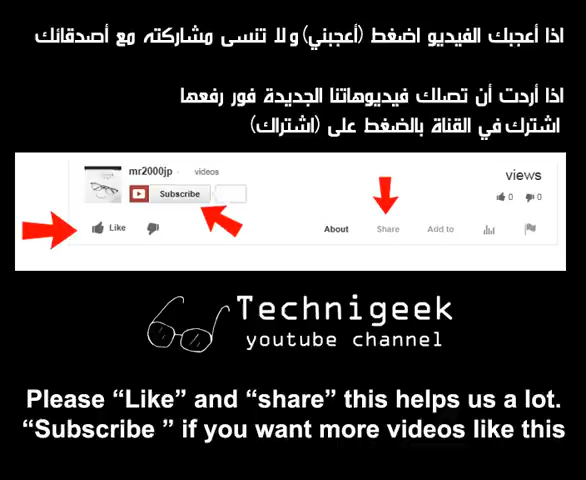 اذا أعجبك الفيديو اضغط (أعجبني) و لا تنسى مشاركته مع أصدقائك
اذا أردت أن تصلك فيديوهاتنا الجديدة فور رفعها
اشترك في القناة بالضغط على (اشتراك)
mr2000jp · videos
views
Subscribe
0 0
Like
About Share Add to
Technigeek
youtube channel
Please “Like” and “share” this helps us a lot.
“Subscribe ” if you want more videos like this